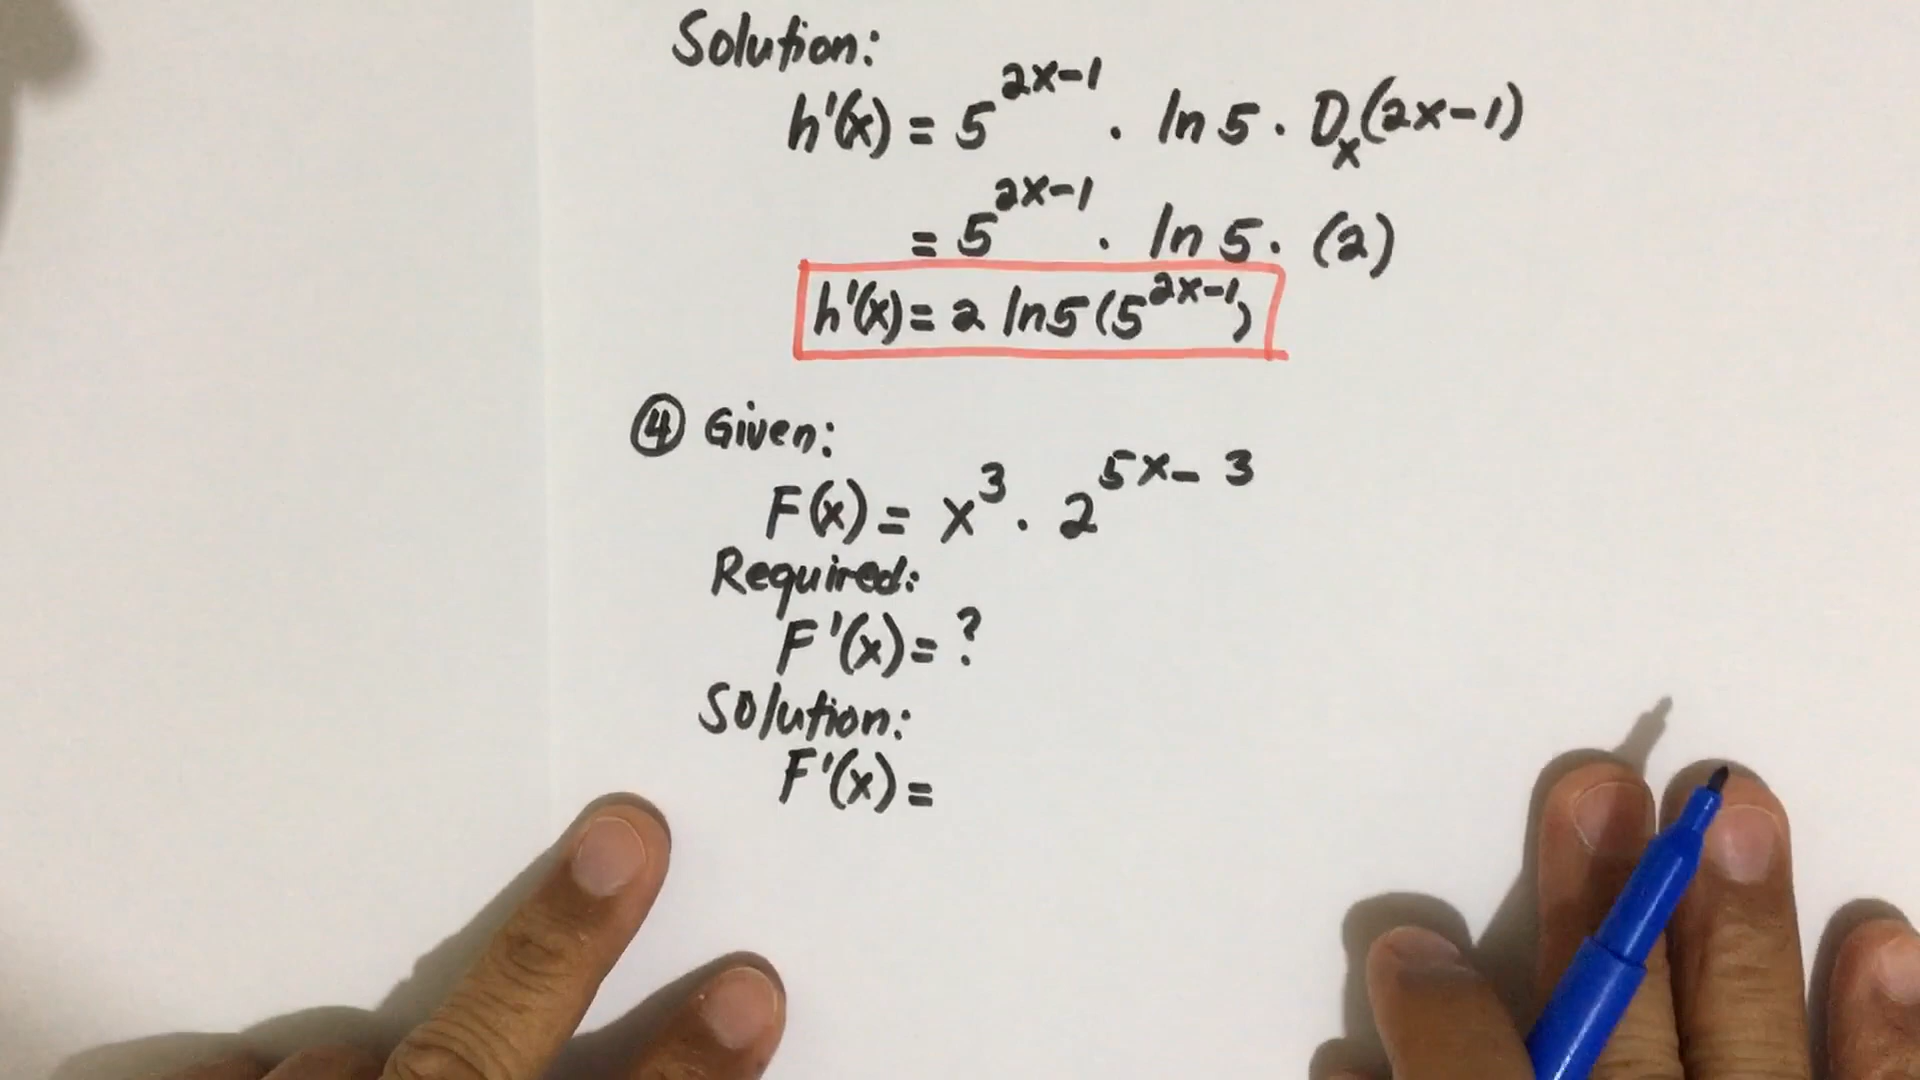 Solution:
h'(x) = 5^{2x-1} · ln 5 · D_x(2x-1)
= 5^{2x-1} · ln 5 · (2)
h'(x) = 2 ln5 (5^{2x-1})
④ Given:
F(x) = x^3 · 2^{5x-3}
Required:
F'(x) = ?
Solution:
F'(x) =